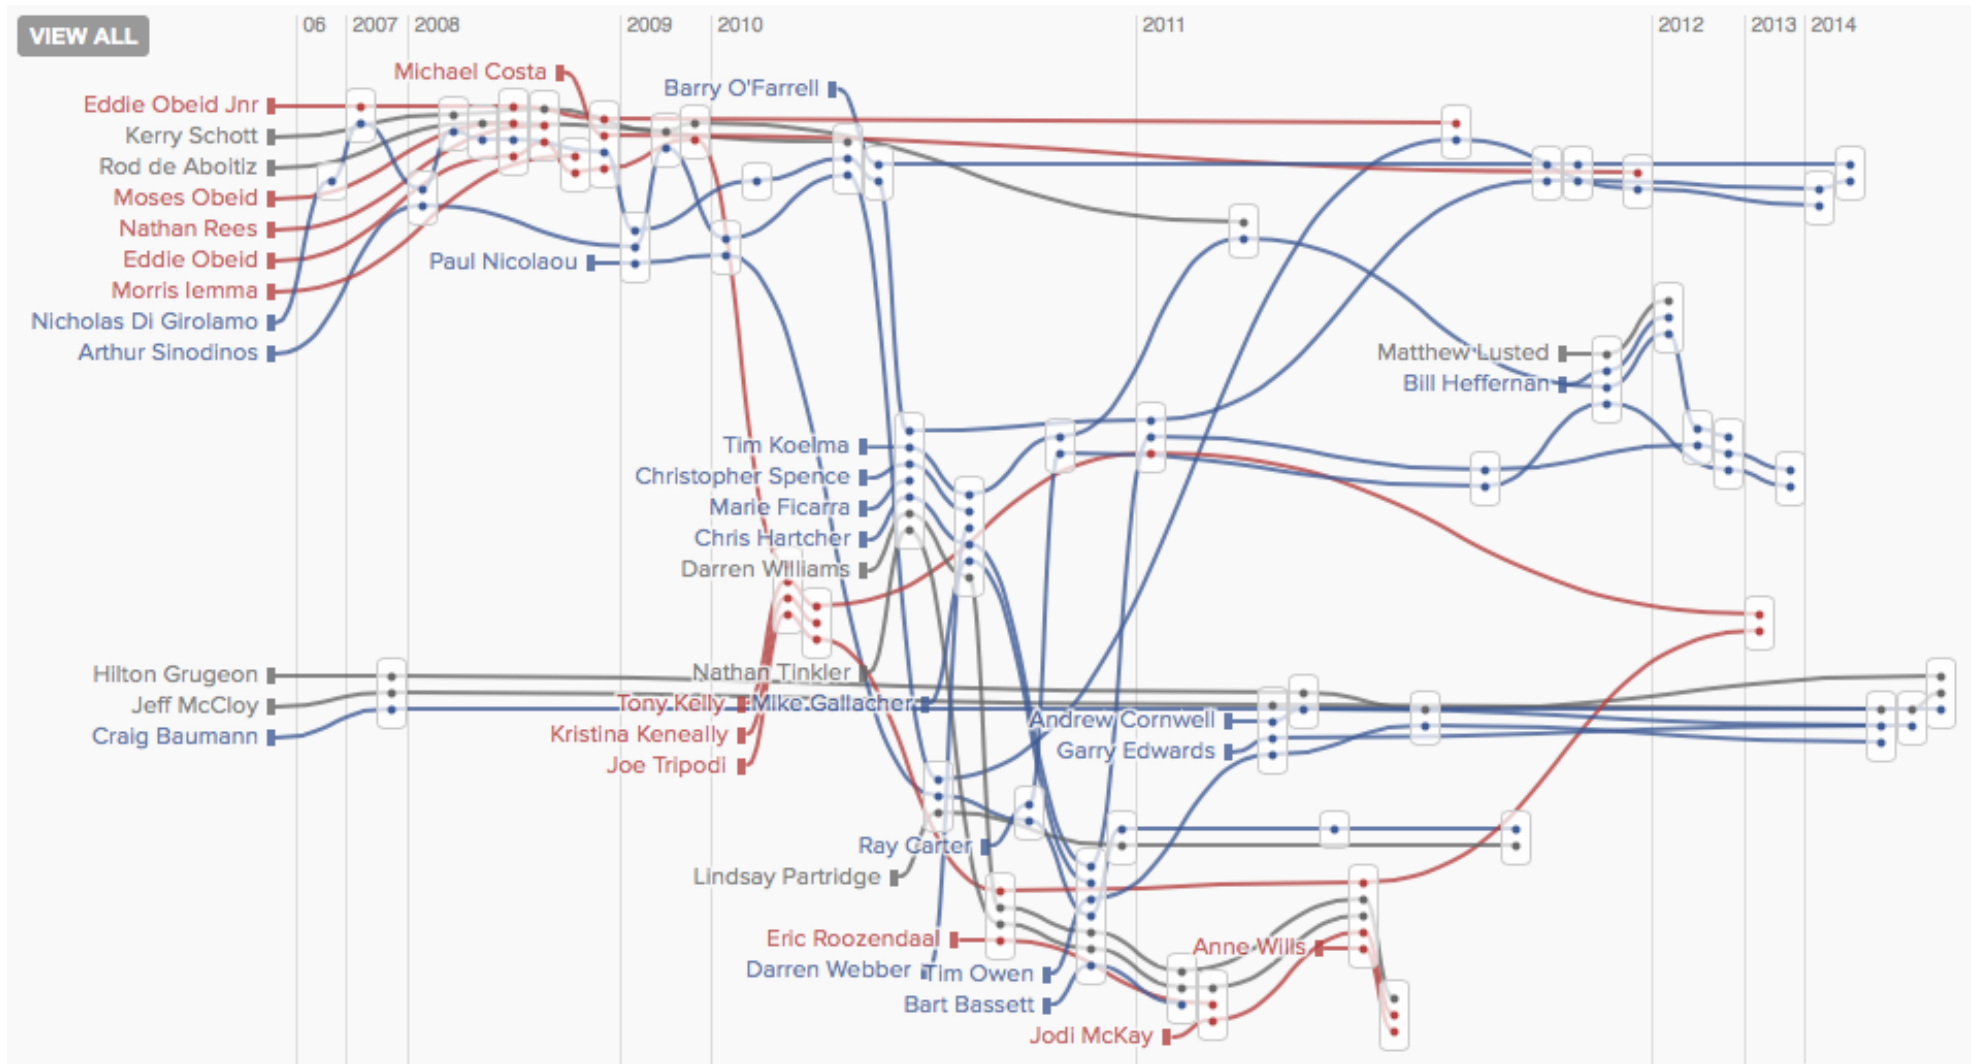 VIEW ALL
06
2007
2008
2009
2010
2011
2012
2013
2014
Michael Costa
Barry O'Farrell
Eddie Obeid Jnr
Kerry Schott
Rod de Aboitiz
Moses Obeid
Nathan Rees
Eddie Obeid
Paul Nicolaou
Morris Iemma
Nicholas Di Girolamo
Arthur Sinodinos
Matthew Lusted
Bill Heffernan
Tim Koelma
Christopher Spence
Marie Ficarra
Chris Hartcher
Darren Williams
Hilton Grugeon
Nathan Tinkler
Jeff McCloy
Tony Kelly
Mike Gallacher
Andrew Cornwell
Craig Baumann
Kristina Keneally
Garry Edwards
Joe Tripodi
Ray Carter
Lindsay Partridge
Eric Roozendaal
Anne Wills
Darren Webber
Tim Owen
Bart Bassett
Jodi McKay